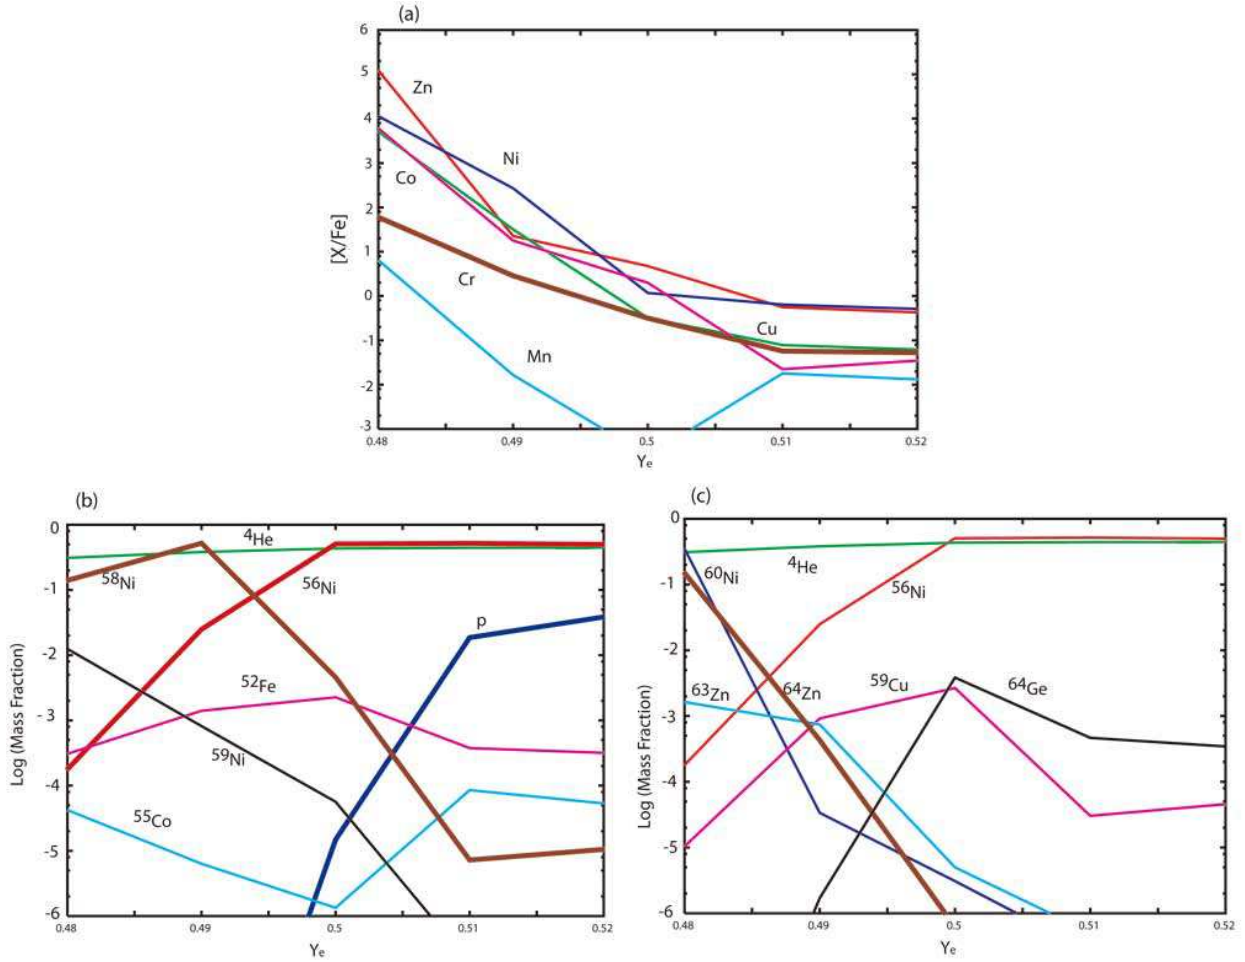 (a)
6
5
4
3
2
1
0
-1
-2
-3
[X/Fe]
Zn
Ni
Co
Cr
Cu
Mn
0.48
0.49
0.5
0.51
0.52
Ye
(b)
0
-1
-2
-3
-4
-5
-6
Log (Mass Fraction)
4He
58Ni
56Ni
p
52Fe
59Ni
55Co
0.48
0.49
0.5
0.51
0.52
Ye
(c)
0
-1
-2
-3
-4
-5
-6
Log (Mass Fraction)
60Ni
4He
56Ni
63Zn
64Zn
59Cu
64Ge
0.48
0.49
0.5
0.51
0.52
Ye